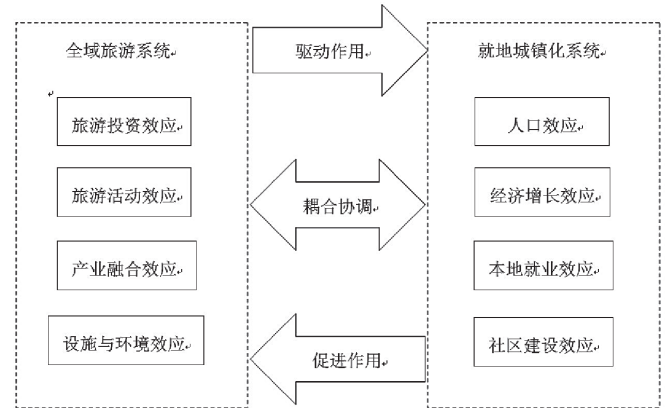 全域旅游系统
驱动作用
就地城镇化系统
旅游投资效应
人口效应
旅游活动效应
耦合协调
经济增长效应
产业融合效应
本地就业效应
设施与环境效应
促进作用
社区建设效应